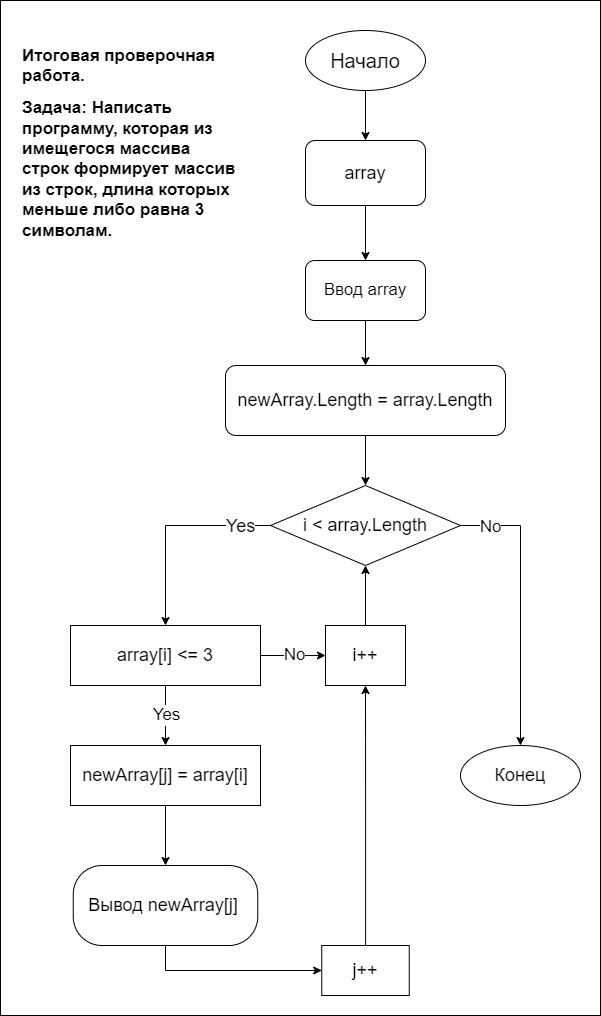 Итоговая проверочная
работа.
Задача: Написать
программу, которая из
имещегося массива
строк формирует массив
из строк, длина которых
меньше либо равна 3
символам.
Начало
array
Ввод array
newArray.Length = array.Length
i < array.Length
Yes
No
array[i] <= 3
No
i++
Yes
newArray[j] = array[i]
Конец
Вывод newArray[j]
j++